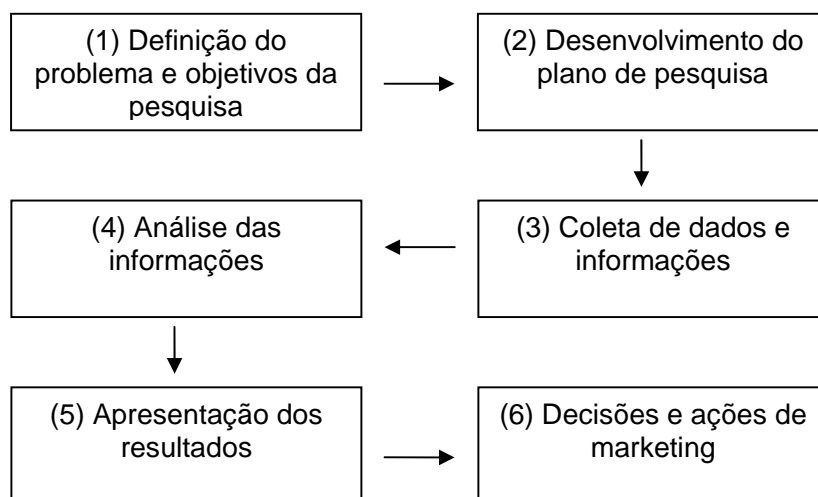 (1) Definição do
problema e objetivos da
pesquisa
(2) Desenvolvimento do
plano de pesquisa
(3) Coleta de dados e
informações
(4) Análise das
informações
(5) Apresentação dos
resultados
(6) Decisões e ações de
marketing